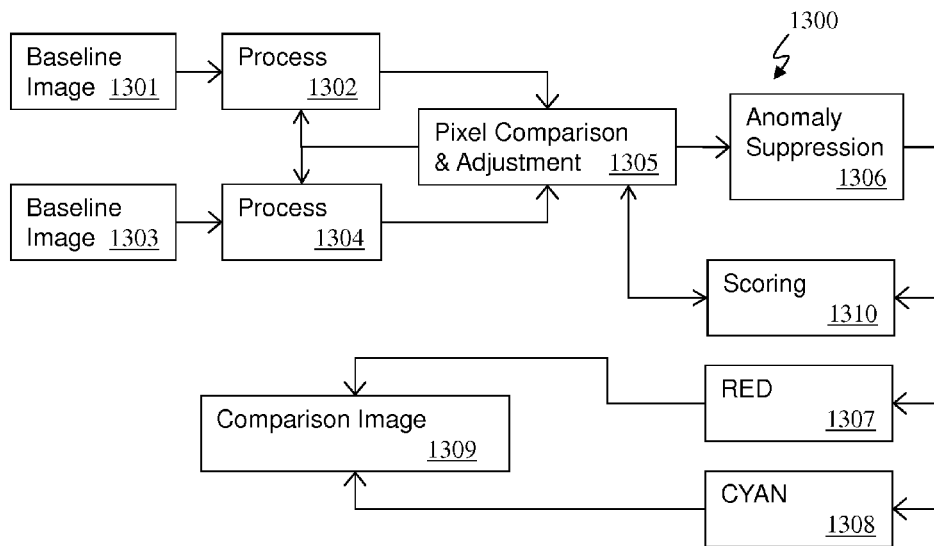 1300
Baseline
Image 1301
Process
1302
Pixel Comparison
& Adjustment 1305
Anomaly
Suppression
1306
Baseline
Image 1303
Process
1304
Scoring
1310
RED
1307
Comparison Image
1309
CYAN
1308